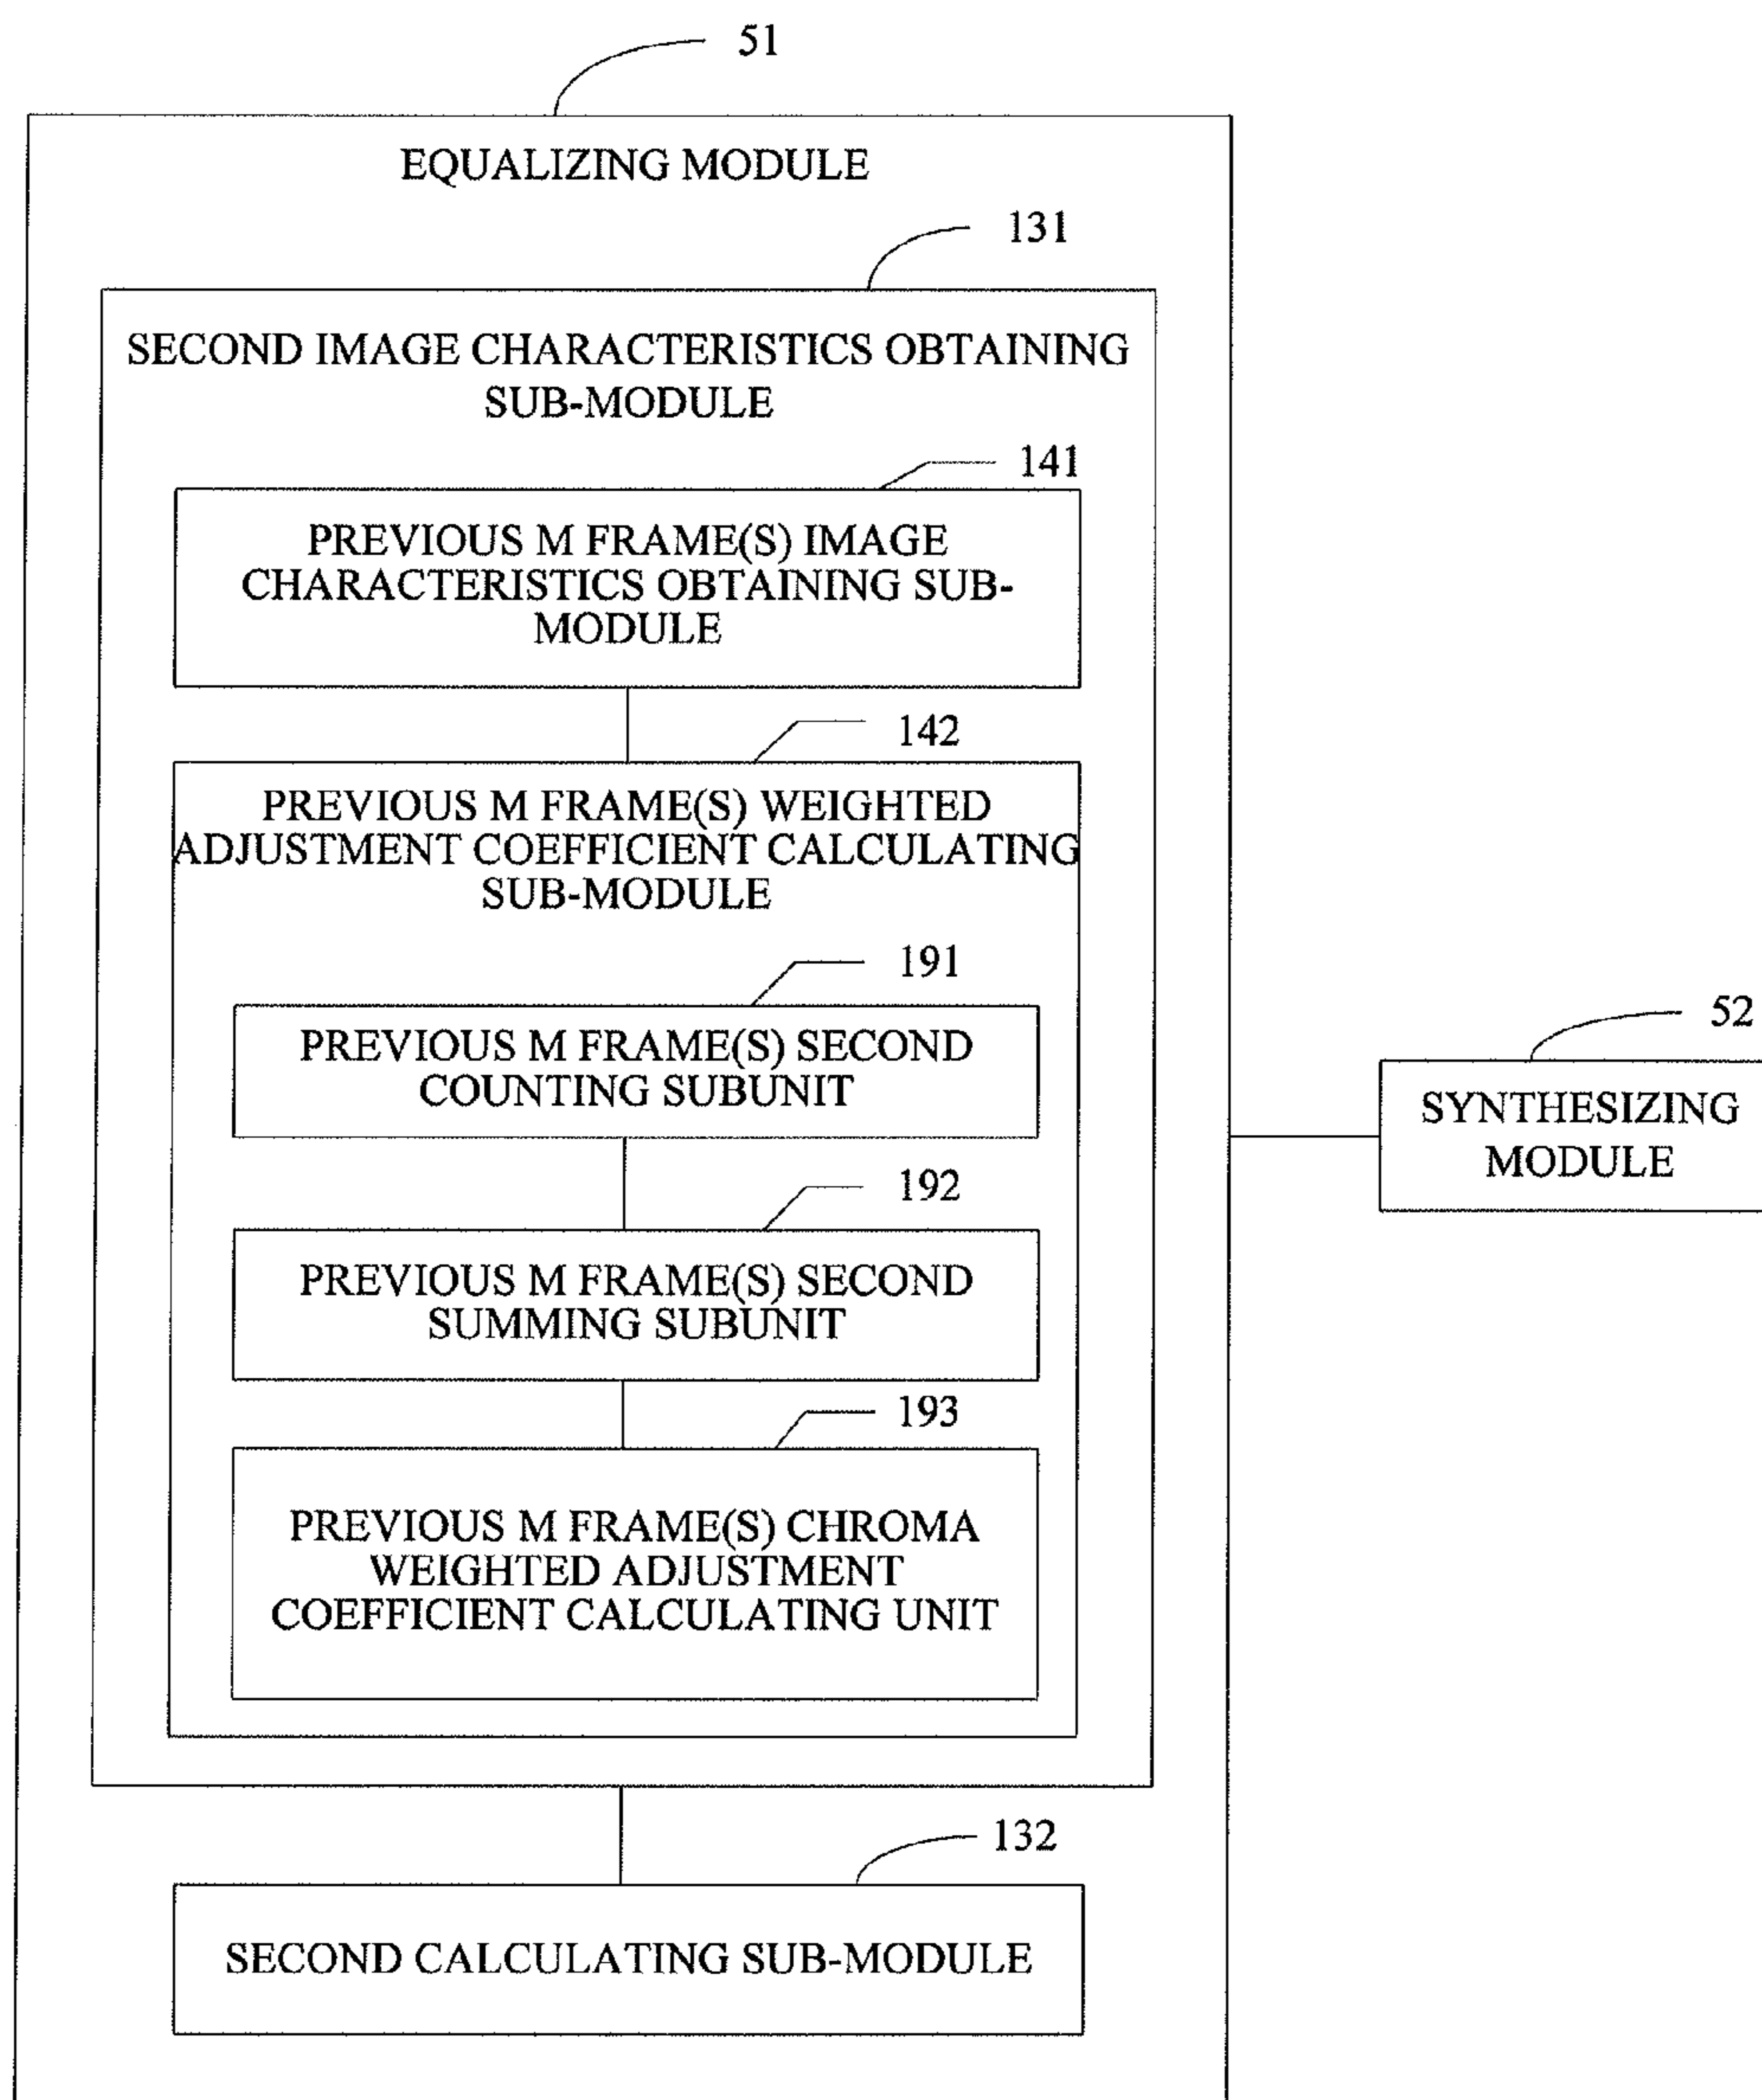 51
EQUALIZING MODULE
131
SECOND IMAGE CHARACTERISTICS OBTAINING
SUB-MODULE
141
PREVIOUS M FRAME(S) IMAGE
CHARACTERISTICS OBTAINING SUB-
MODULE
142
PREVIOUS M FRAME(S) WEIGHTED
ADJUSTMENT COEFFICIENT CALCULATING
SUB-MODULE
191
PREVIOUS M FRAME(S) SECOND
COUNTING SUBUNIT
192
PREVIOUS M FRAME(S) SECOND
SUMMING SUBUNIT
193
PREVIOUS M FRAME(S) CHROMA
WEIGHTED ADJUSTMENT
COEFFICIENT CALCULATING UNIT
132
SECOND CALCULATING SUB-MODULE
52
SYNTHESIZING
MODULE